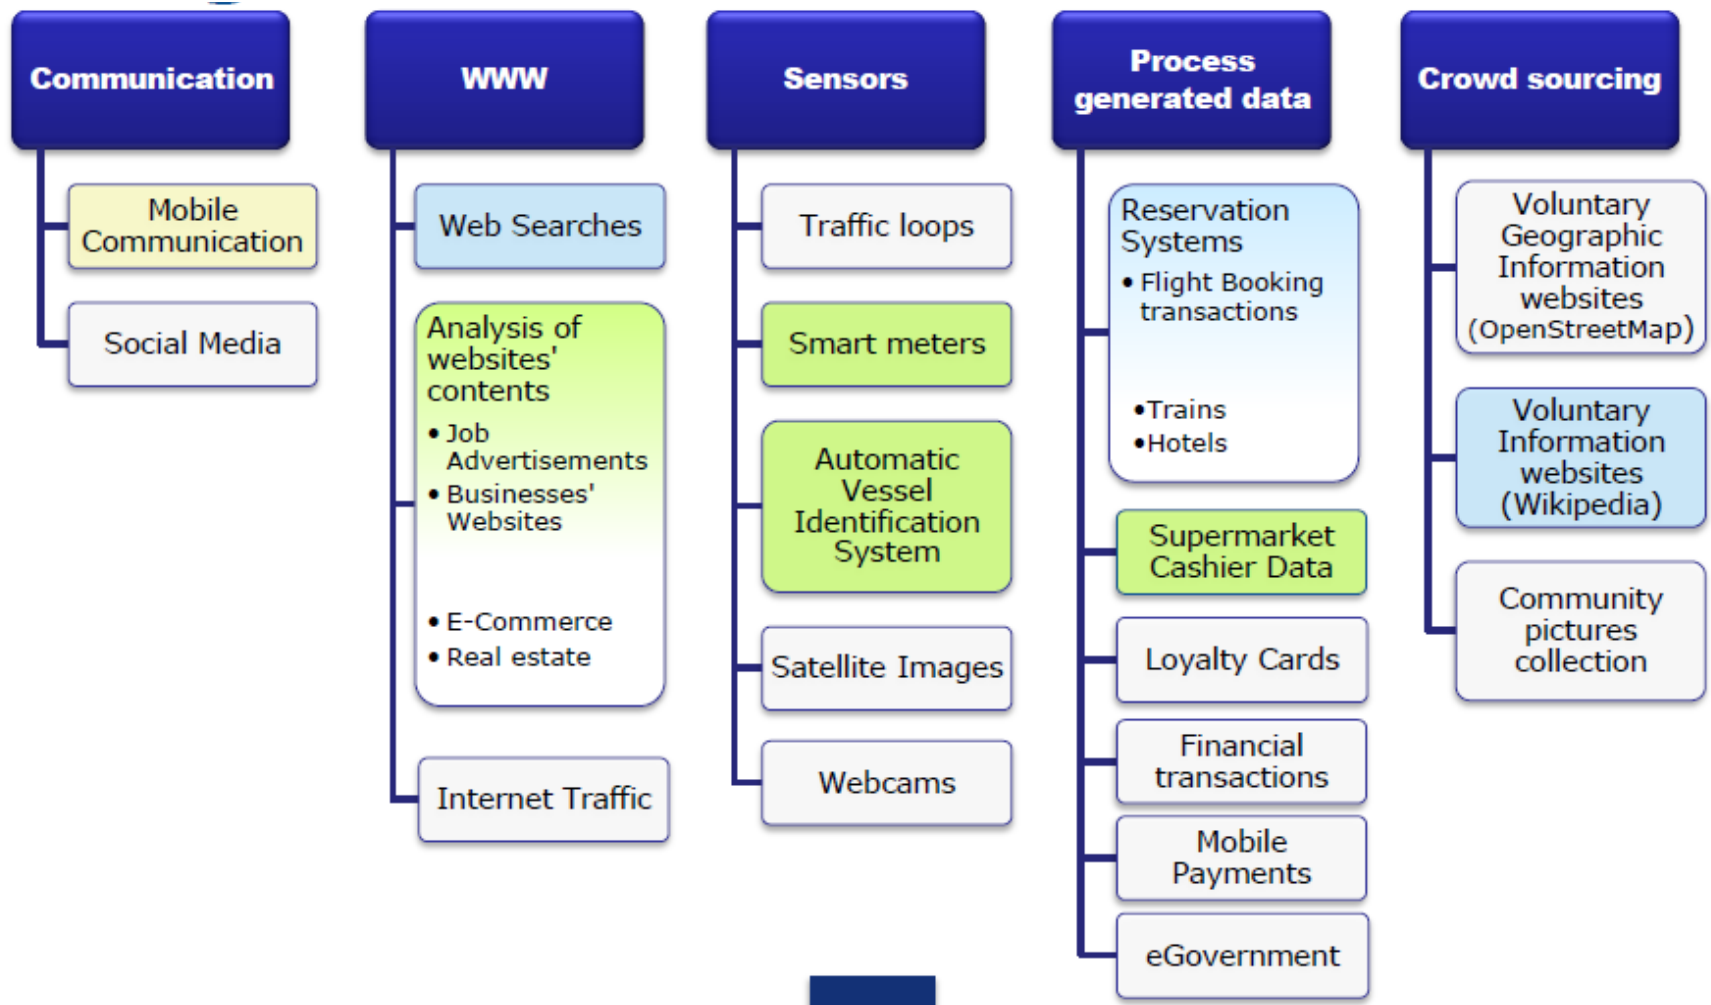 Communication
Mobile
Communication
Social Media
WWW
Web Searches
Analysis of
websites'
contents
• Job
Advertisements
• Businesses'
Websites
• E-Commerce
• Real estate
Internet Traffic
Sensors
Traffic loops
Smart meters
Automatic
Vessel
Identification
System
Satellite Images
Webcams
Process
generated data
Reservation
Systems
• Flight Booking
transactions
•Trains
•Hotels
Supermarket
Cashier Data
Loyalty Cards
Financial
transactions
Mobile
Payments
eGovernment
Crowd sourcing
Voluntary
Geographic
Information
websites
(OpenStreetMap)
Voluntary
Information
websites
(Wikipedia)
Community
pictures
collection